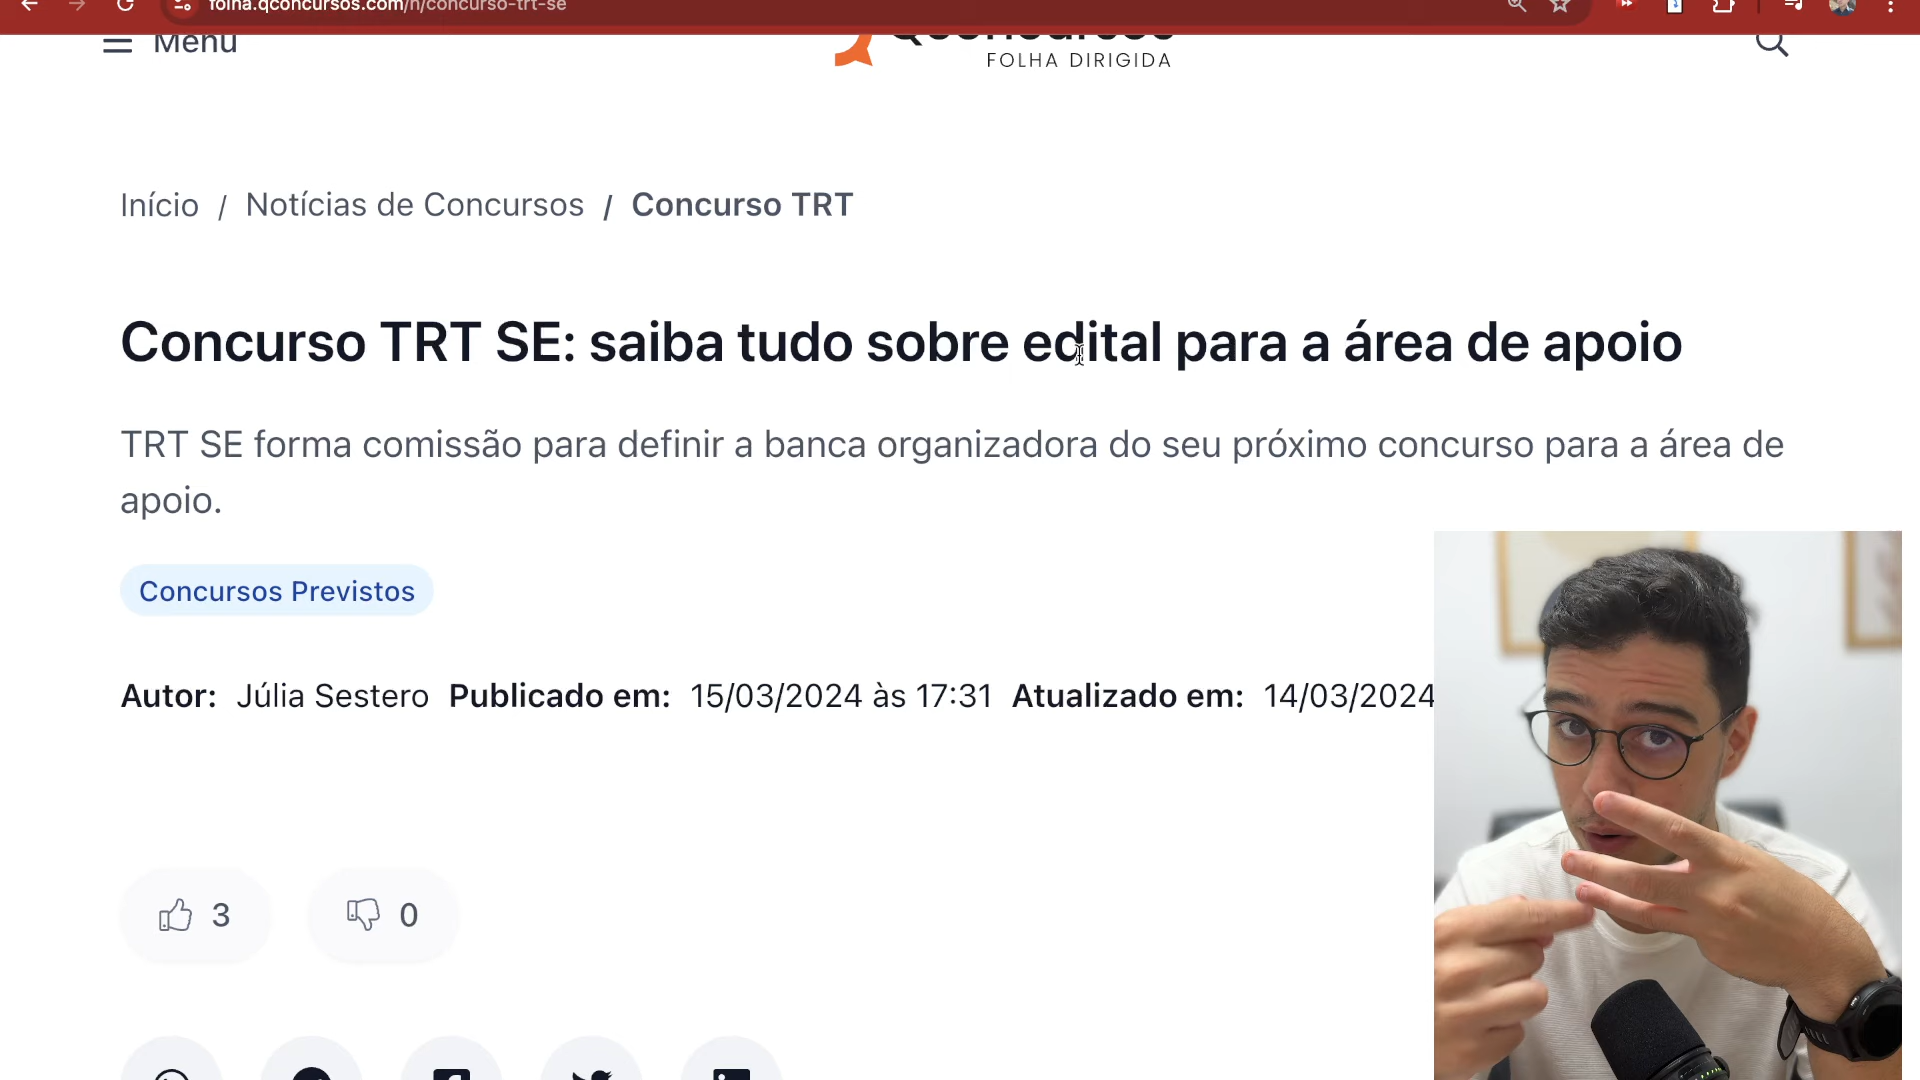 folha.qconcursos.com/n/concurso-trt-se
Menu
Qconcursos
FOLHA DIRIGIDA
Início / Notícias de Concursos / Concurso TRT
Concurso TRT SE: saiba tudo sobre edital para a área de apoio
TRT SE forma comissão para definir a banca organizadora do seu próximo concurso para a área de
apoio.
Concursos Previstos
Autor: Júlia Sestero Publicado em: 15/03/2024 às 17:31 Atualizado em: 14/03/2024
3 0